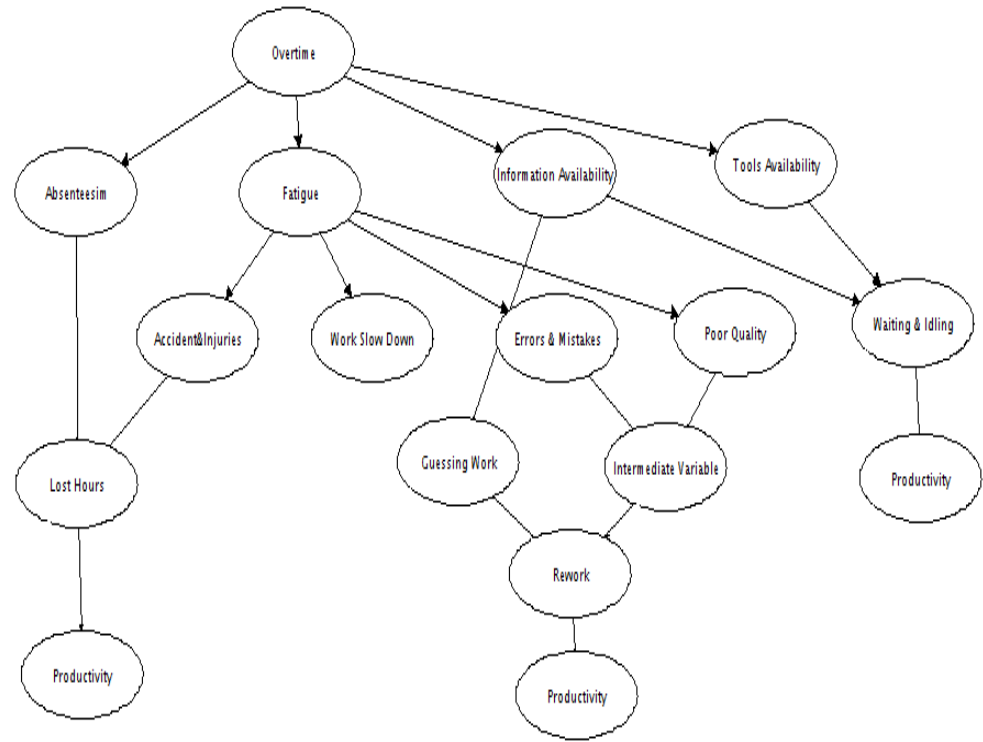 Overtime
Absenteesim
Fatigue
Information Availability
Tools Availability
Accident&Injuries
Work Slow Down
Errors & Mistakes
Poor Quality
Waiting & Idling
Lost Hours
Guessing Work
Intermediate Variable
Productivity
Rework
Productivity
Productivity